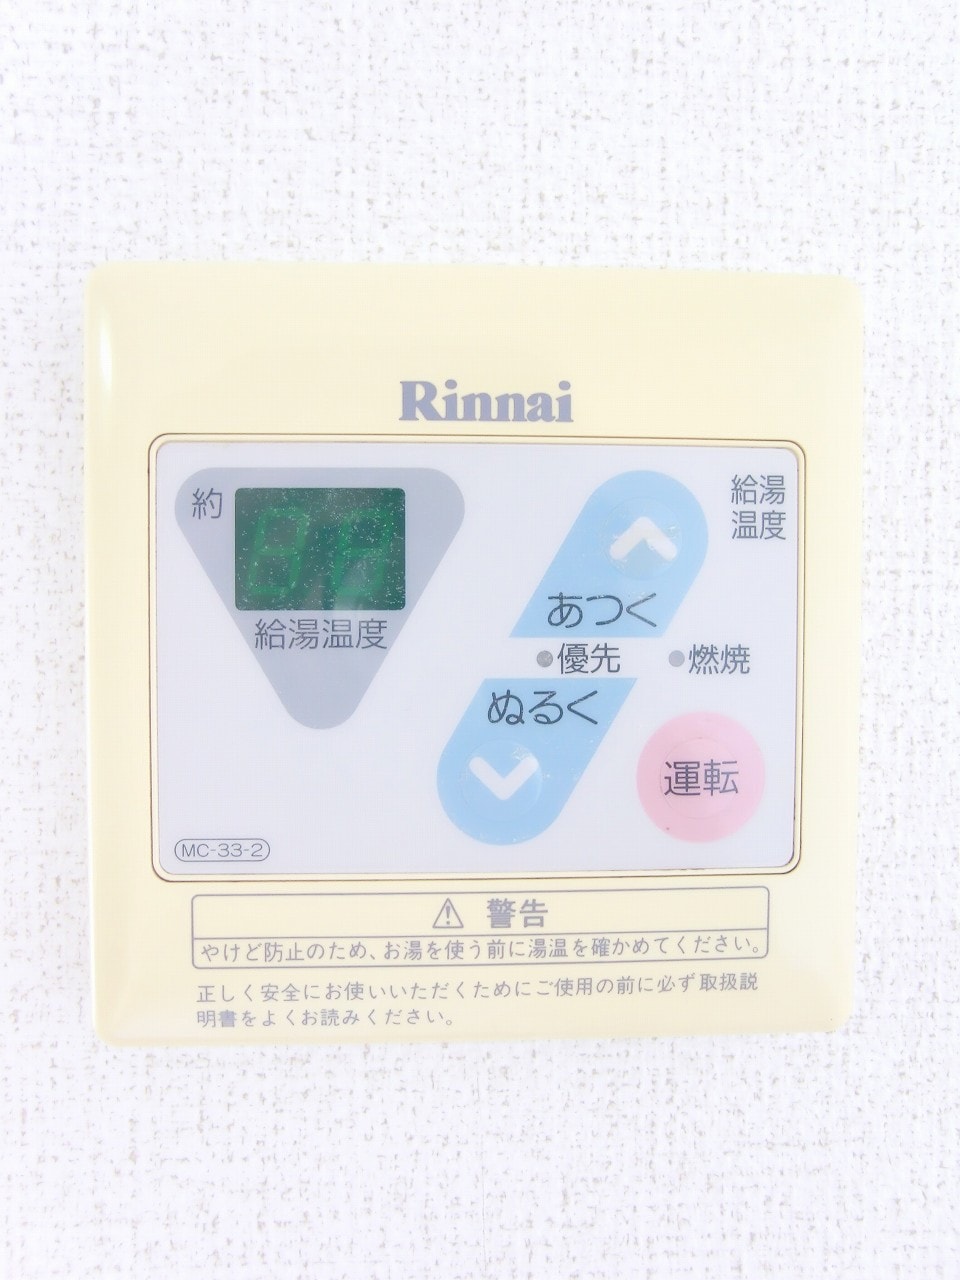 Rinnai
約
給湯温度
給湯
温度
あつく
優先
燃焼
ぬるく
運転
MC-33-2
警告
やけど防止のため、お湯を使う前に湯温を確かめてください。
正しく安全にお使いいただくためにご使用の前に必ず取扱説
明書をよくお読みください。